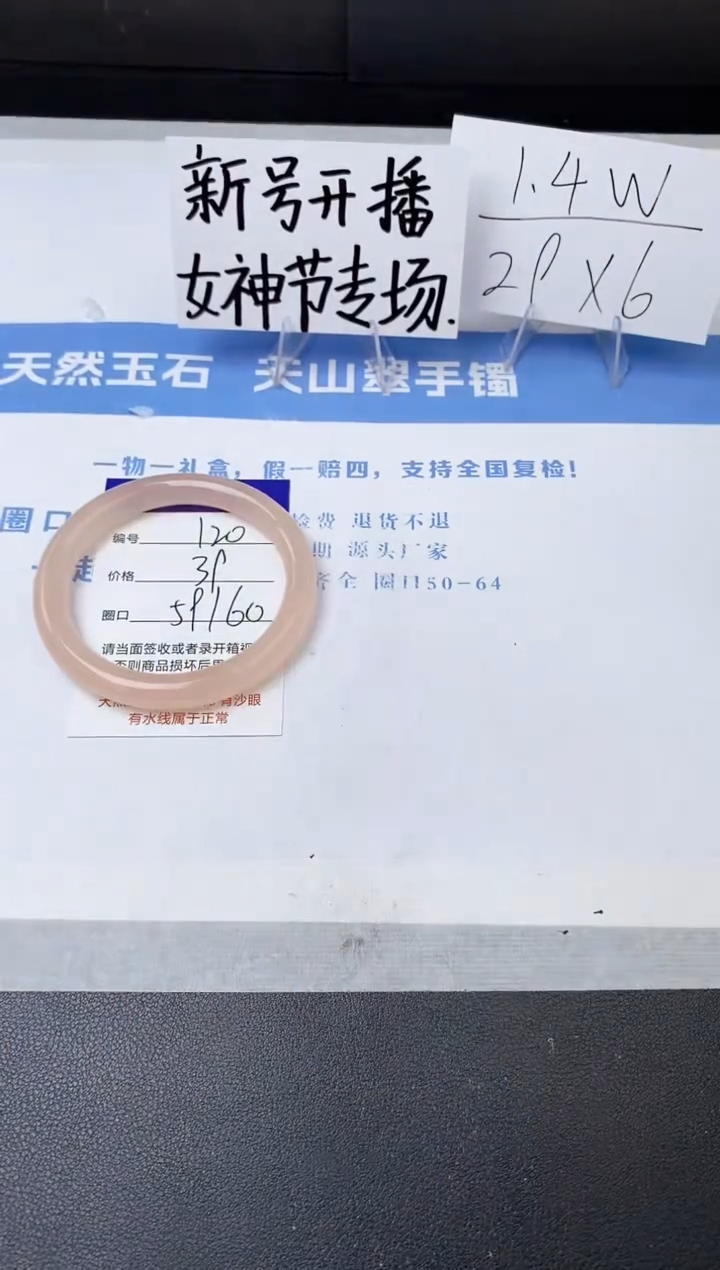 新号开播
女神节专场.
1.4W
2P X 6
天然玉石 天山翠手镯
一物一礼盒，假一赔四，支持全国复检！
圈口
检费 退货不退
期 源头厂家
齐全 圈口50-64
编号 120
价格 3P
圈口 5P/60
请当面签收或者录开箱视
否则商品损坏后
有沙眼
有水线属于正常